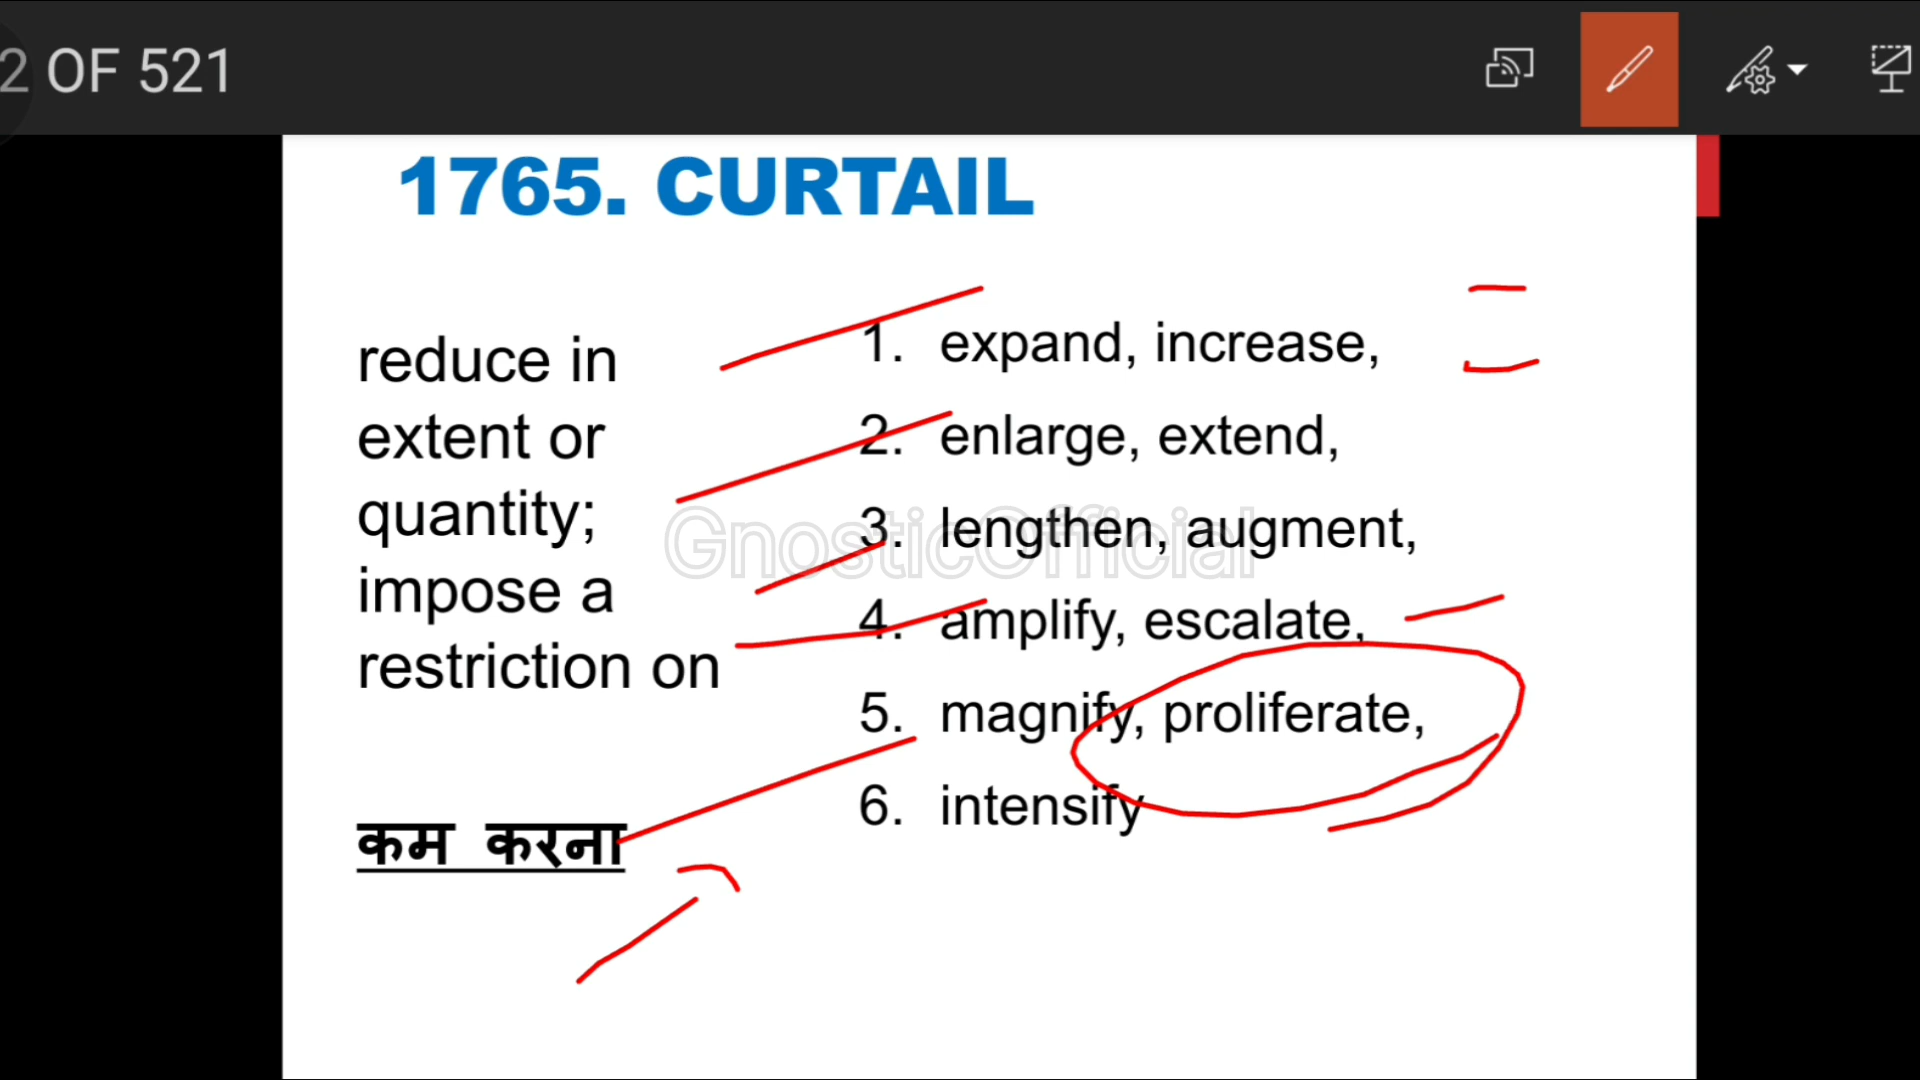 2 OF 521
1765. CURTAIL
reduce in
extent or
quantity;
impose a
restriction on
कम करना
1. expand, increase,
2. enlarge, extend,
3. lengthen, augment,
4. amplify, escalate,
5. magnify, proliferate,
6. intensify
GnosticOfficial